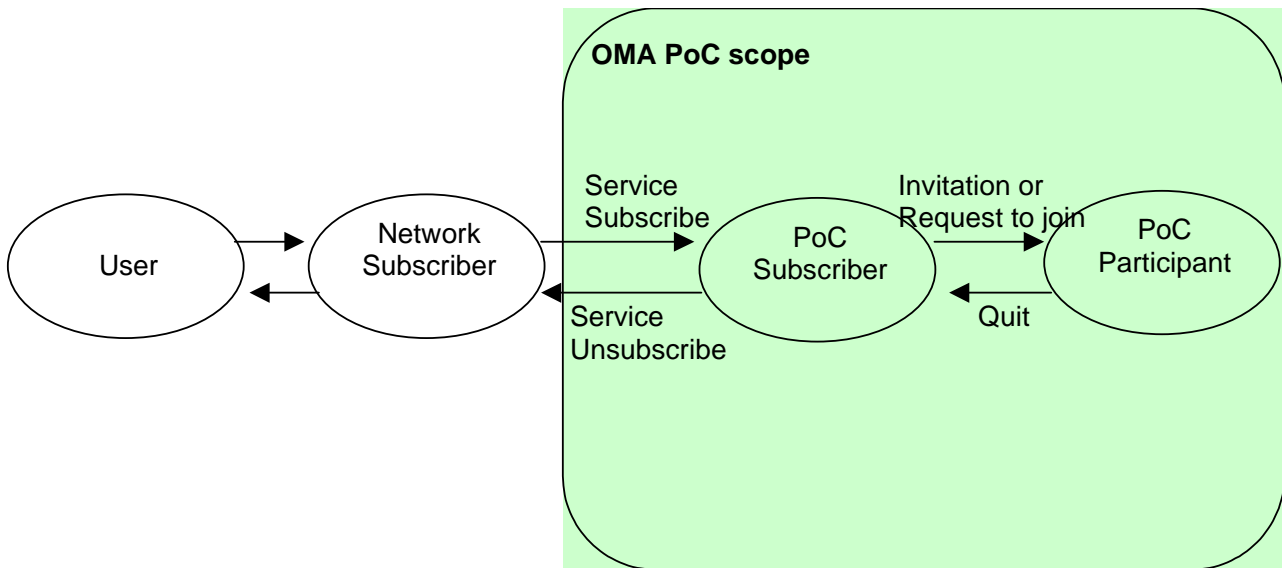 OMA PoC scope
User
Network
Subscriber
Service
Subscribe
Service
Unsubscribe
PoC
Subscriber
Invitation or
Request to join
Quit
PoC
Participant